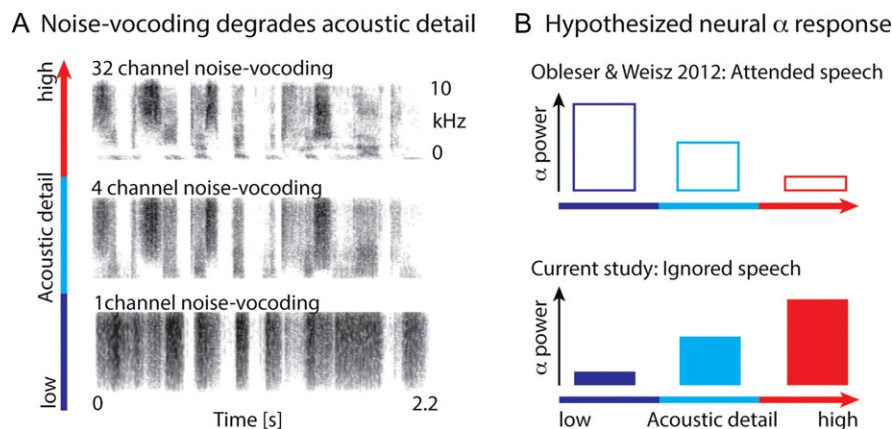 A Noise-vocoding degrades acoustic detail
32 channel noise-vocoding
10
kHz
0
4 channel noise-vocoding
1channel noise-vocoding
high
Acoustic detail
low
0
Time [s]
2.2
B Hypothesized neural α response
Obleser & Weisz 2012: Attended speech
α power
Current study: Ignored speech
α power
low
Acoustic detail
high